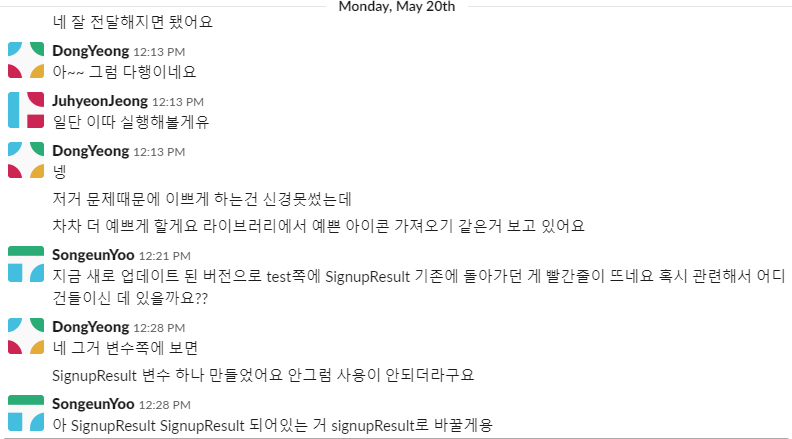 Monday, May 20th
네 잘 전달해지면 됐어요
DongYeong 12:13 PM
아~~ 그럼 다행이네요
JuhyeonJeong 12:13 PM
일단 이따 실행해볼게유
DongYeong 12:13 PM
넹
저거 문제때문에 이쁘게 하는건 신경못썼는데
차차 더 예쁘게 할게요 라이브러리에서 예쁜 아이콘 가져오기 같은거 보고 있어요
SongeunYoo 12:21 PM
지금 새로 업데이트 된 버전으로 test쪽에 SignupResult 기존에 돌아가던 게 빨간줄이 뜨네요 혹시 관련해서 어디
건들이신 데 있을까요??
DongYeong 12:28 PM
네 그거 변수쪽에 보면
SignupResult 변수 하나 만들었어요 안그럼 사용이 안되더라구요
SongeunYoo 12:28 PM
아 SignupResult SignupResult 되어있는 거 signupResult로 바꿀게용